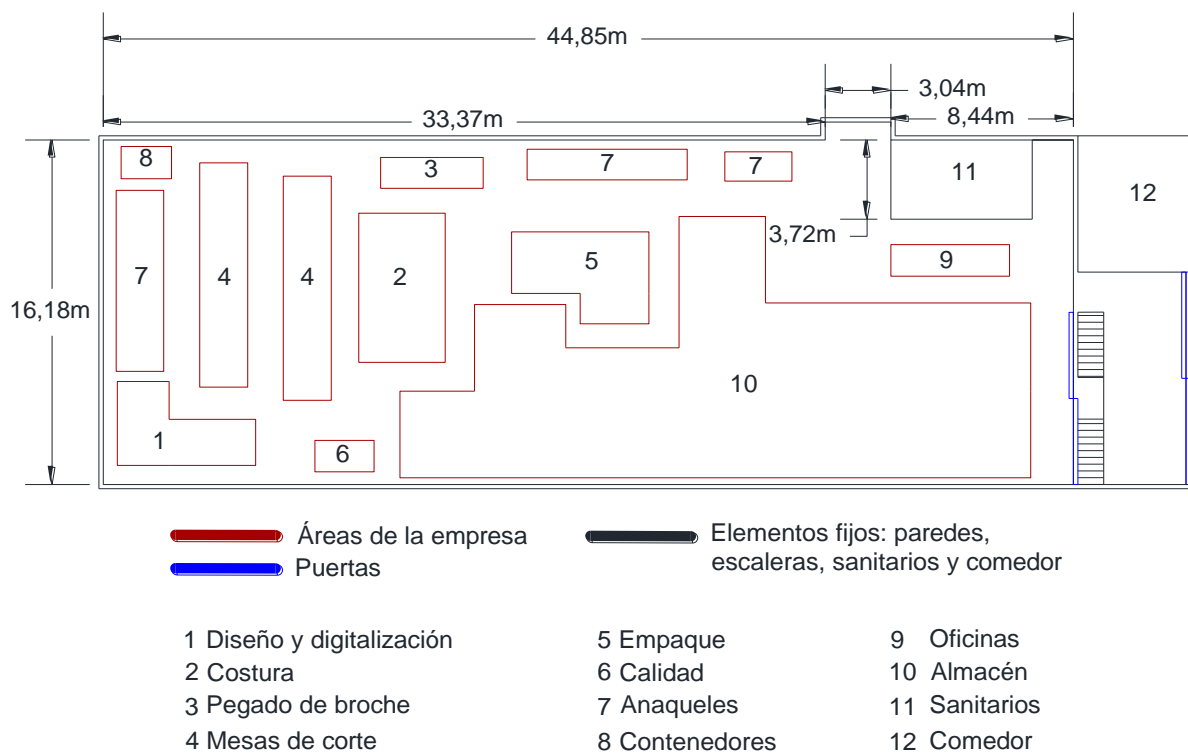 44,85m
3,04m
33,37m
8,44m
8
3
7
7
11
12
3,72m
7
4
4
2
5
9
16,18m
10
1
6
Áreas de la empresa
Puertas
Elementos fijos: paredes,
escaleras, sanitarios y comedor
1 Diseño y digitalización
2 Costura
3 Pegado de broche
4 Mesas de corte
5 Empaque
6 Calidad
7 Anaqueles
8 Contenedores
9 Oficinas
10 Almacén
11 Sanitarios
12 Comedor